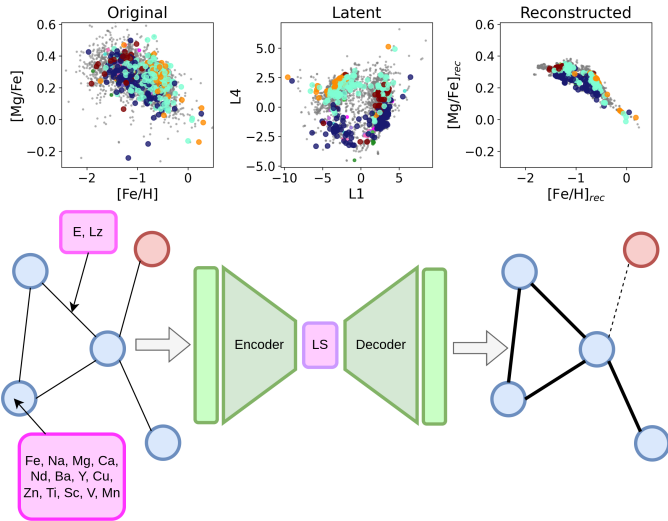 Original
Latent
Reconstructed
[Mg/Fe]
0.6
0.4
0.2
0.0
−0.2
−2
−1
0
[Fe/H]
L4
5.0
2.5
0.0
−2.5
−5.0
−10
−5
0
5
L1
[Mg/Fe]rec
0.6
0.4
0.2
0.0
−0.2
−2
−1
0
[Fe/H]rec
E, Lz
Encoder
LS
Decoder
Fe, Na, Mg, Ca,
Nd, Ba, Y, Cu,
Zn, Ti, Sc, V, Mn